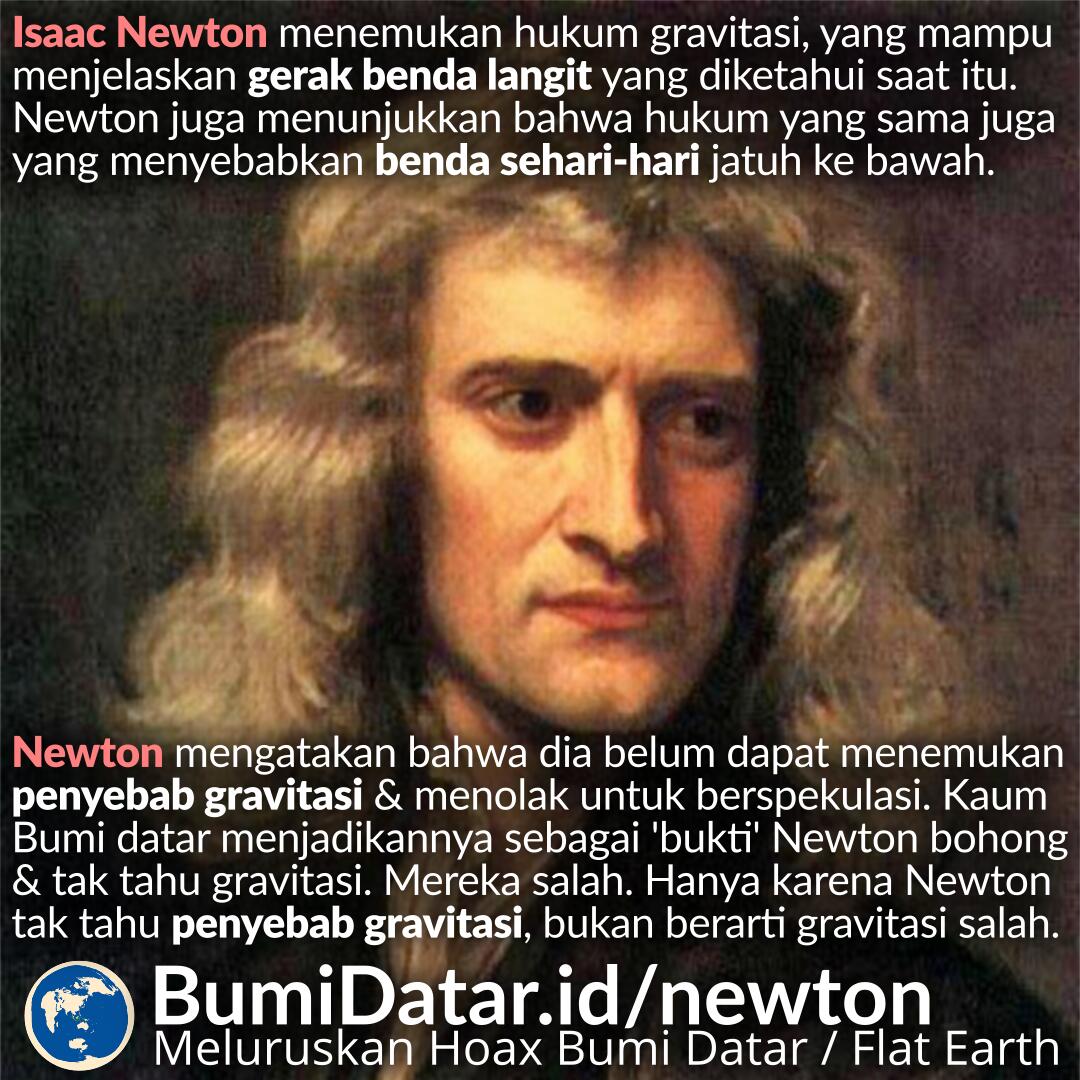 Isaac Newton menemukan hukum gravitasi, yang mampu
menjelaskan gerak benda langit yang diketahui saat itu.
Newton juga menunjukkan bahwa hukum yang sama juga
yang menyebabkan benda sehari-hari jatuh ke bawah.
Newton mengatakan bahwa dia belum dapat menemukan
penyebab gravitasi & menolak untuk berspekulasi. Kaum
Bumi datar menjadikannya sebagai 'bukti' Newton bohong
& tak tahu gravitasi. Mereka salah. Hanya karena Newton
tak tahu penyebab gravitasi, bukan berarti gravitasi salah.
BumiDatar.id/newton
Meluruskan Hoax Bumi Datar / Flat Earth